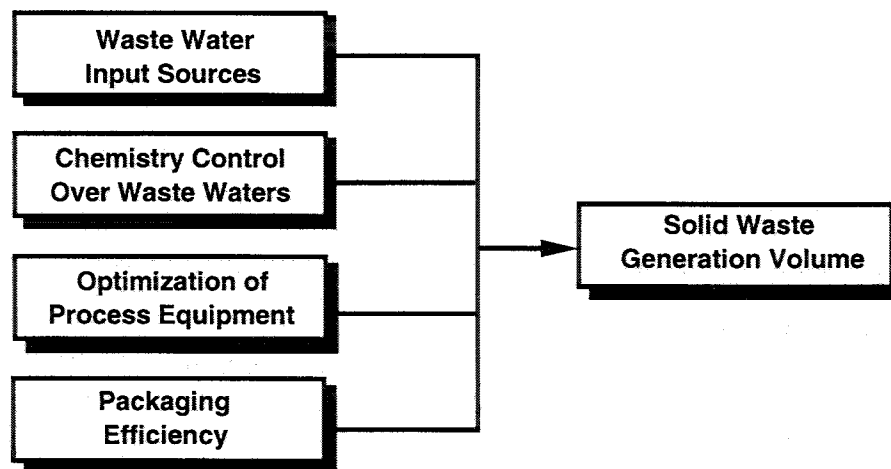 Waste Water
Input Sources
Chemistry Control
Over Waste Waters
Optimization of
Process Equipment
Packaging
Efficiency
Solid Waste
Generation Volume